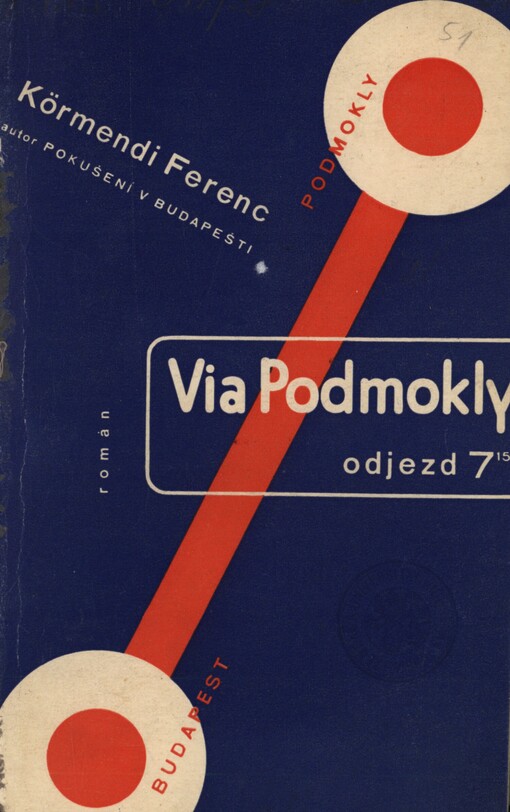 51
Körmendi Ferenc
autor POKUŠENÍ V BUDAPEŠTI
PODMOKLY
Via Podmokly
odjezd 7¹⁵
román
BUDAPEST